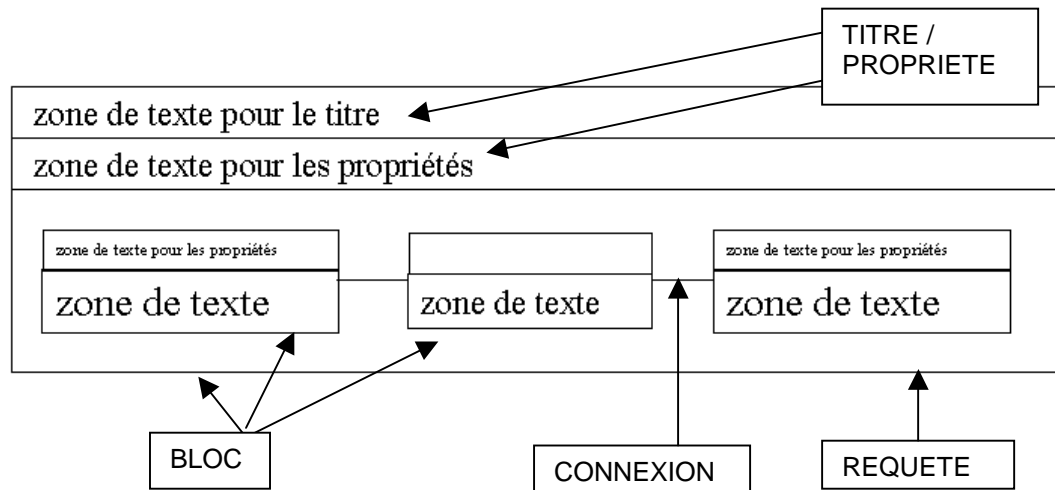 TITRE /
PROPRIETE
zone de texte pour le titre
zone de texte pour les propriétés
zone de texte pour les propriétés
zone de texte
zone de texte
zone de texte pour les propriétés
zone de texte
BLOC
CONNEXION
REQUETE